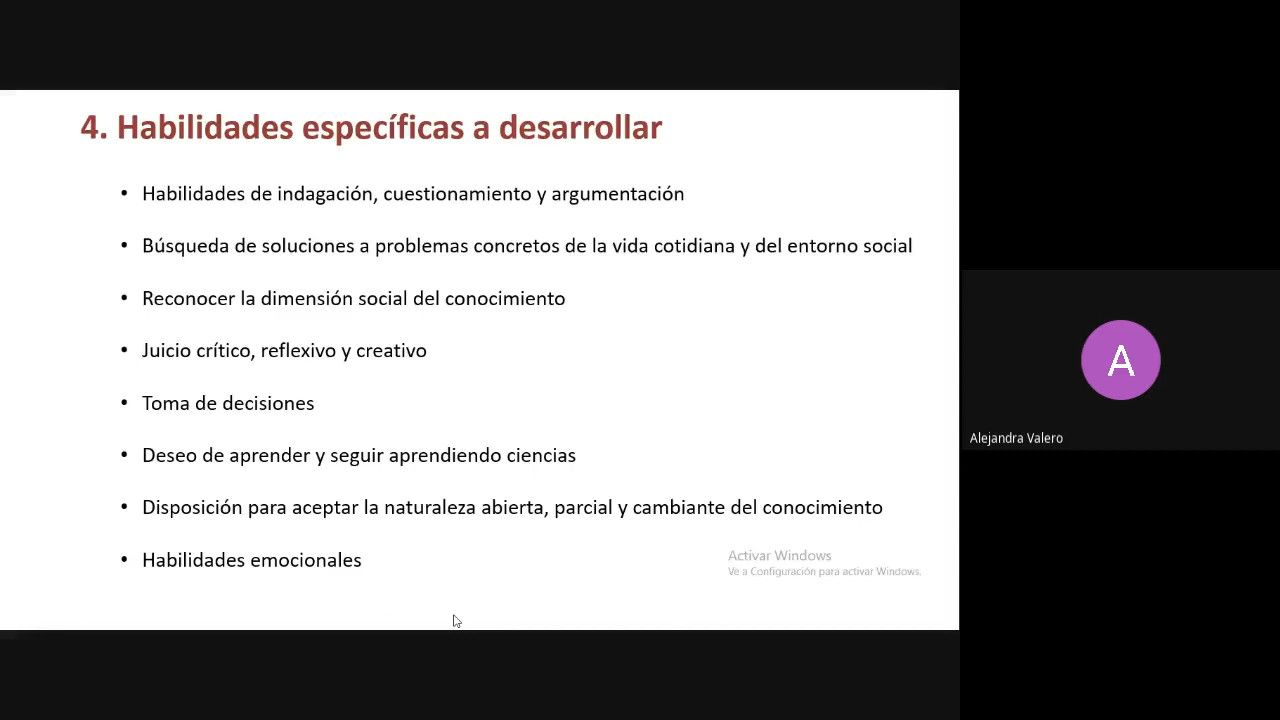 4. Habilidades específicas a desarrollar
• Habilidades de indagación, cuestionamiento y argumentación
• Búsqueda de soluciones a problemas concretos de la vida cotidiana y del entorno social
• Reconocer la dimensión social del conocimiento
• Juicio crítico, reflexivo y creativo
• Toma de decisiones
• Deseo de aprender y seguir aprendiendo ciencias
• Disposición para aceptar la naturaleza abierta, parcial y cambiante del conocimiento
• Habilidades emocionales
Activar Windows
Ve a Configuración para activar Windows.
A
Alejandra Valero